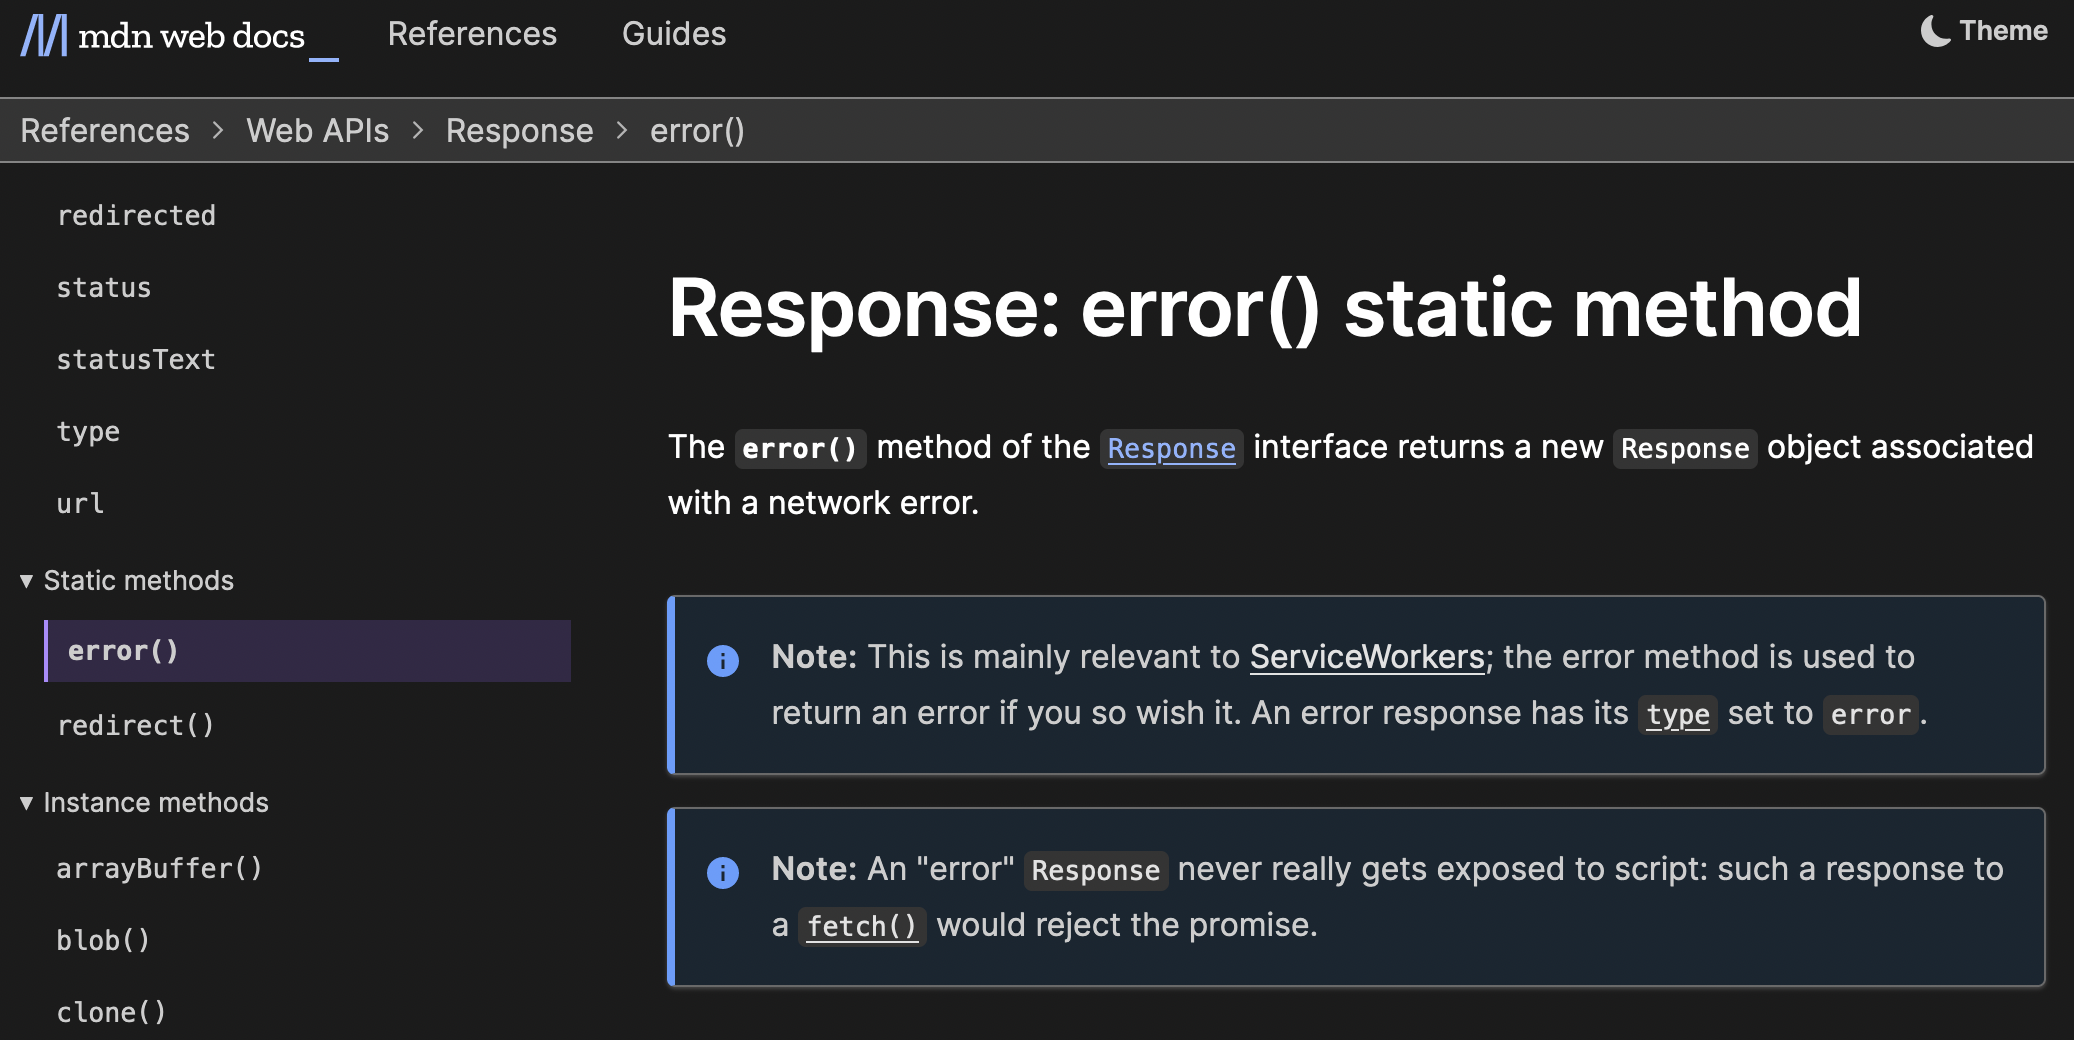 mdn web docs_ References Guides Theme
References > Web APIs > Response > error()
redirected
status
statusText
type
url
▼ Static methods
error()
redirect()
▼ Instance methods
arrayBuffer()
blob()
clone()
Response: error() static method
The error() method of the Response interface returns a new Response object associated
with a network error.
Note: This is mainly relevant to ServiceWorkers; the error method is used to
return an error if you so wish it. An error response has its type set to error.
Note: An "error" Response never really gets exposed to script: such a response to
a fetch() would reject the promise.